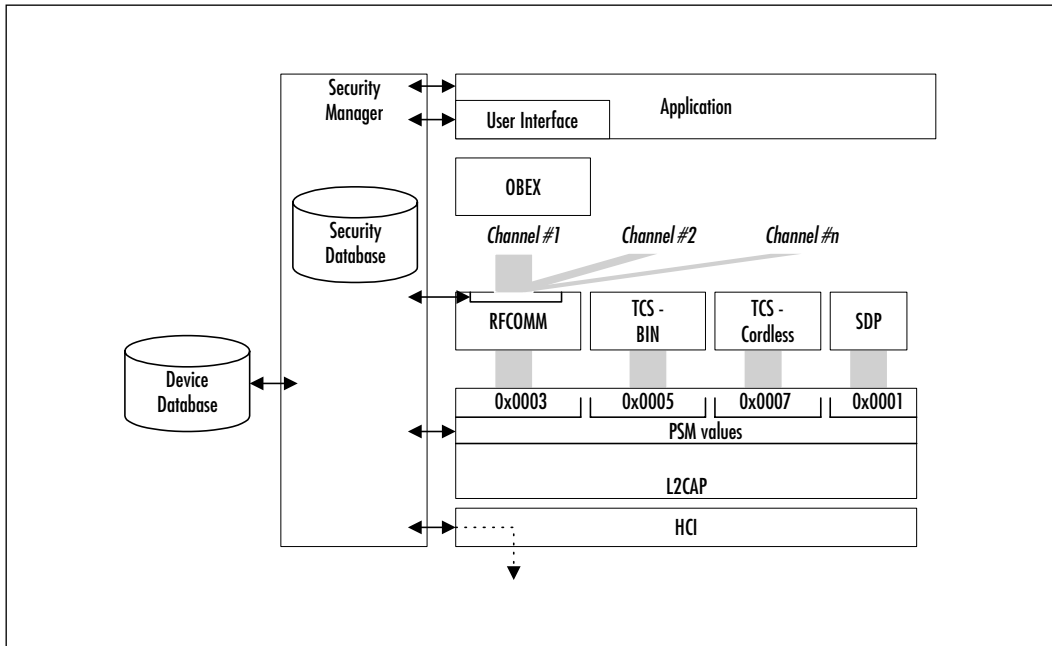 Security
Manager
Application
User Interface
OBEX
Security
Database
Channel #1
Channel #2
Channel #n
RFCOMM
TCS -
BIN
TCS -
Cordless
SDP
Device
Database
0x0003
0x0005
0x0007
0x0001
PSM values
L2CAP
HCI